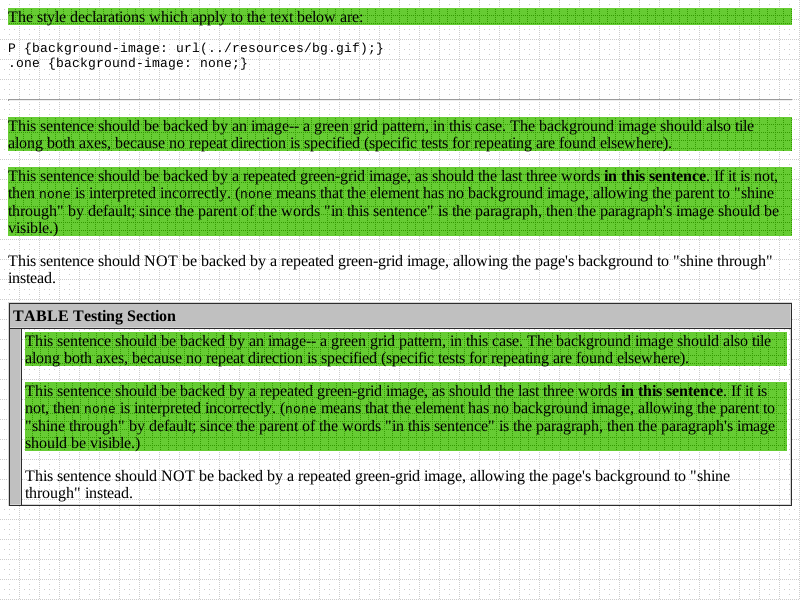 The style declarations which apply to the text below are:
P {background-image: url(../resources/bg.gif);}
.one {background-image: none;}
This sentence should be backed by an image-- a green grid pattern, in this case. The background image should also tile
along both axes, because no repeat direction is specified (specific tests for repeating are found elsewhere).
This sentence should be backed by a repeated green-grid image, as should the last three words in this sentence. If it is not,
then none is interpreted incorrectly. (none means that the element has no background image, allowing the parent to "shine
through" by default; since the parent of the words "in this sentence" is the paragraph, then the paragraph's image should be
visible.)
This sentence should NOT be backed by a repeated green-grid image, allowing the page's background to "shine through"
instead.
TABLE Testing Section
This sentence should be backed by an image-- a green grid pattern, in this case. The background image should also tile
along both axes, because no repeat direction is specified (specific tests for repeating are found elsewhere).
This sentence should be backed by a repeated green-grid image, as should the last three words in this sentence. If it is
not, then none is interpreted incorrectly. (none means that the element has no background image, allowing the parent to
"shine through" by default; since the parent of the words "in this sentence" is the paragraph, then the paragraph's image
should be visible.)
This sentence should NOT be backed by a repeated green-grid image, allowing the page's background to "shine
through" instead.